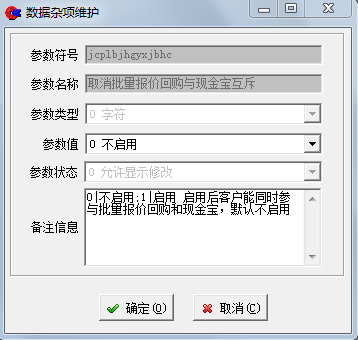 数据杂项维护
参数符号 jcplbjhgyxjbhc
参数名称 取消批量报价回购与现金宝互斥
参数类型 0 字符
参数值 0 不启用
参数状态 0 允许显示修改
备注信息 0|不启用;1|启用 启用后客户能同时参
与批量报价回购和现金宝，默认不启用
确定(O) 取消(C)